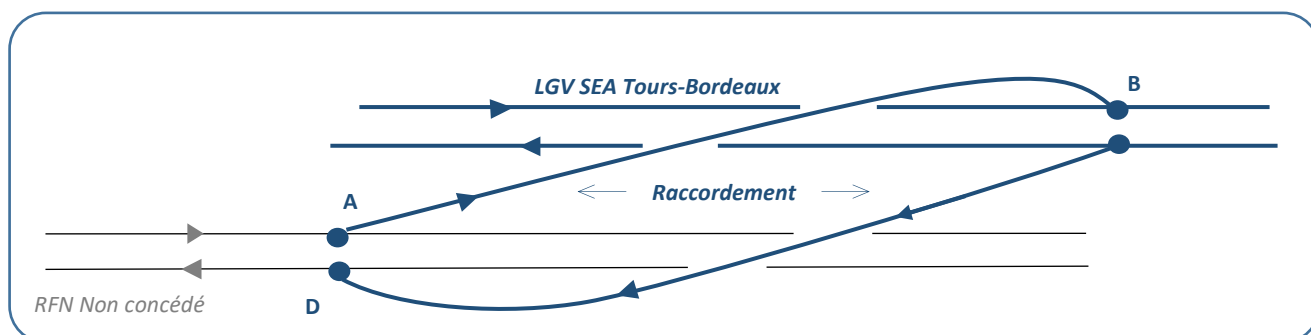 LGV SEA Tours-Bordeaux
B
A
Raccordement
RFN Non concédé
D